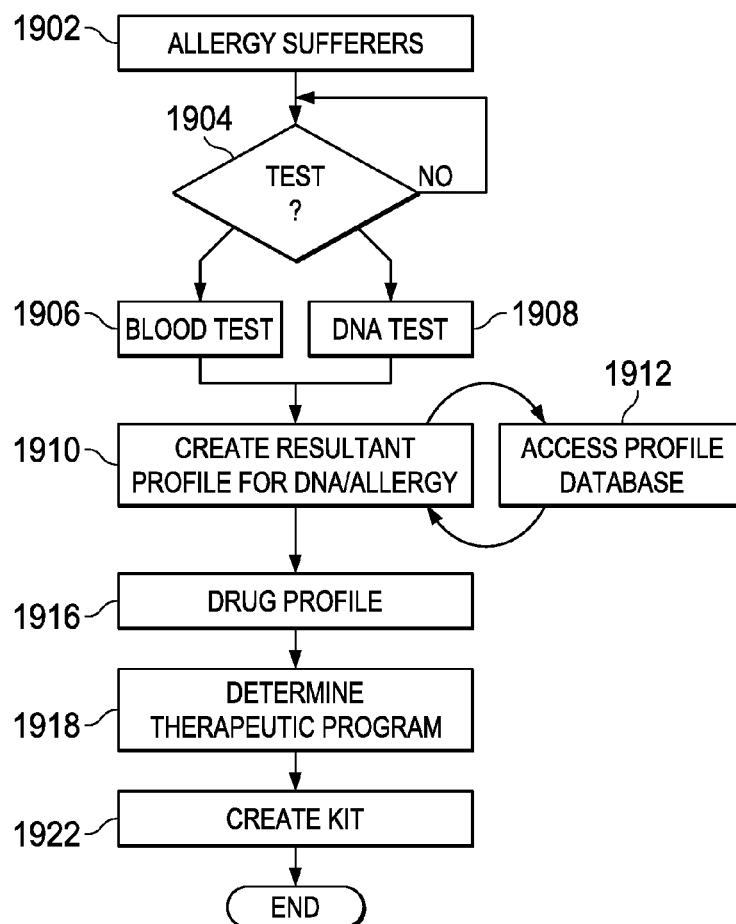 1902
ALLERGY SUFFERERS
1904
TEST
?
NO
1906
BLOOD TEST
DNA TEST
1908
1912
1910
CREATE RESULTANT
PROFILE FOR DNA/ALLERGY
ACCESS PROFILE
DATABASE
1916
DRUG PROFILE
1918
DETERMINE
THERAPEUTIC PROGRAM
1922
CREATE KIT
END